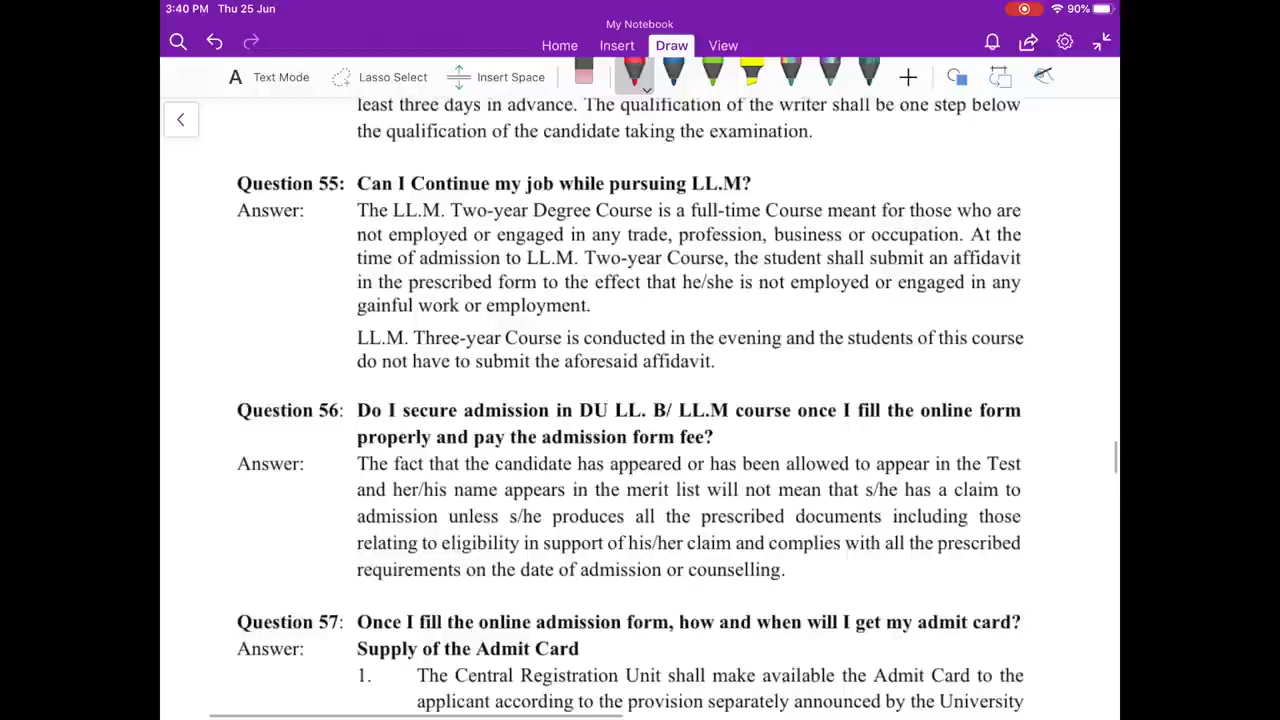 3:40 PM Thu 25 Jun
90%
My Notebook
Home Insert Draw View
A Text Mode Lasso Select Insert Space
least three days in advance. The qualification of the writer shall be one step below
the qualification of the candidate taking the examination.
Question 55: Can I Continue my job while pursuing LL.M?
Answer: The LL.M. Two-year Degree Course is a full-time Course meant for those who are
not employed or engaged in any trade, profession, business or occupation. At the
time of admission to LL.M. Two-year Course, the student shall submit an affidavit
in the prescribed form to the effect that he/she is not employed or engaged in any
gainful work or employment.
LL.M. Three-year Course is conducted in the evening and the students of this course
do not have to submit the aforesaid affidavit.
Question 56: Do I secure admission in DU LL. B/ LL.M course once I fill the online form
properly and pay the admission form fee?
Answer: The fact that the candidate has appeared or has been allowed to appear in the Test
and her/his name appears in the merit list will not mean that s/he has a claim to
admission unless s/he produces all the prescribed documents including those
relating to eligibility in support of his/her claim and complies with all the prescribed
requirements on the date of admission or counselling.
Question 57: Once I fill the online admission form, how and when will I get my admit card?
Answer: Supply of the Admit Card
1. The Central Registration Unit shall make available the Admit Card to the
applicant according to the provision separately announced by the University